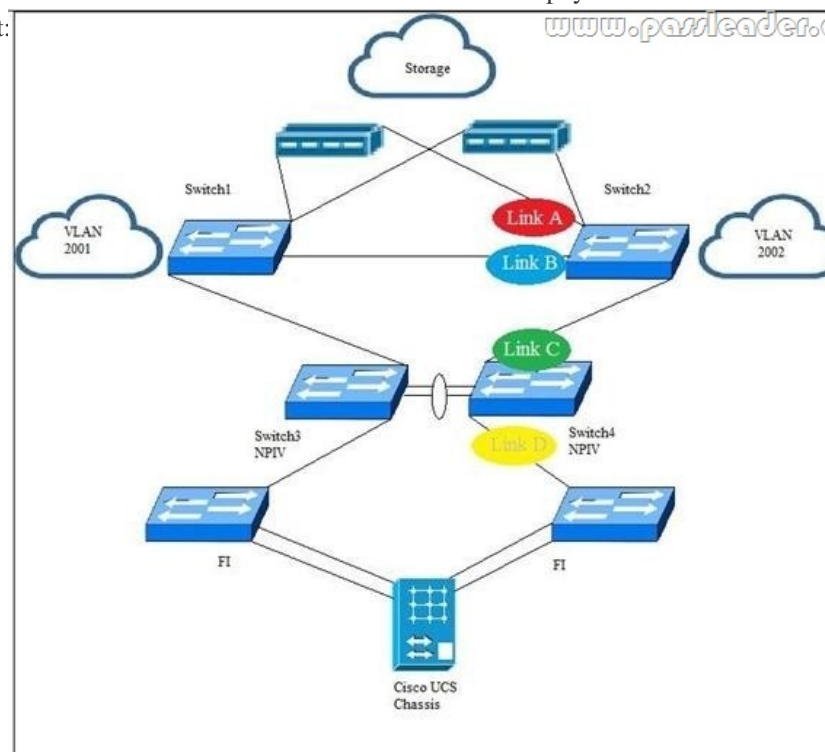 t:
www.passleader.
Storage
Switch1
Switch2
Link A
VLAN
2001
VLAN
2002
Link B
Link C
Switch3
NPIV
Link D
Switch4
NPIV
FI
FI
Cisco UCS
Chassis